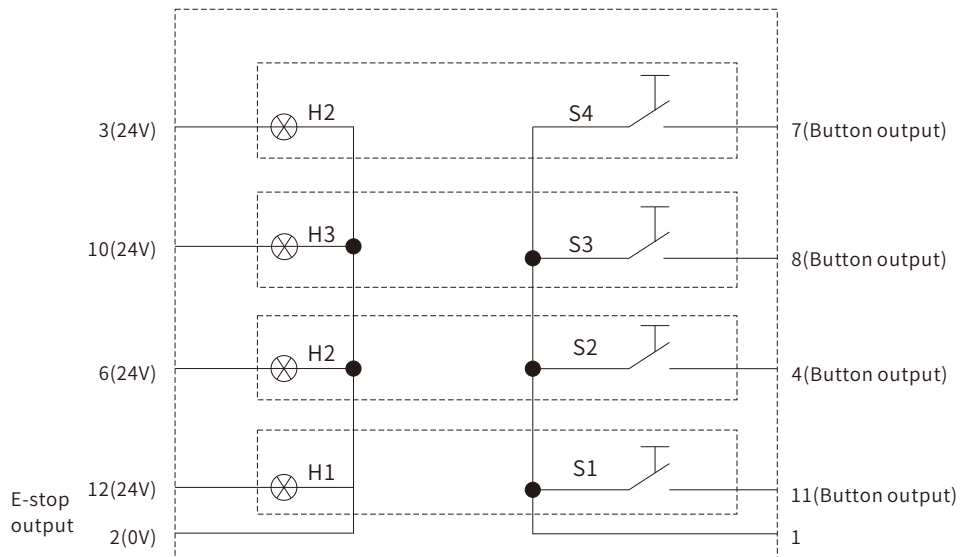 3(24V)
H2
S4
7(Button output)
10(24V)
H3
S3
8(Button output)
6(24V)
H2
S2
4(Button output)
12(24V)
H1
S1
11(Button output)
E-stop
output
2(0V)
1